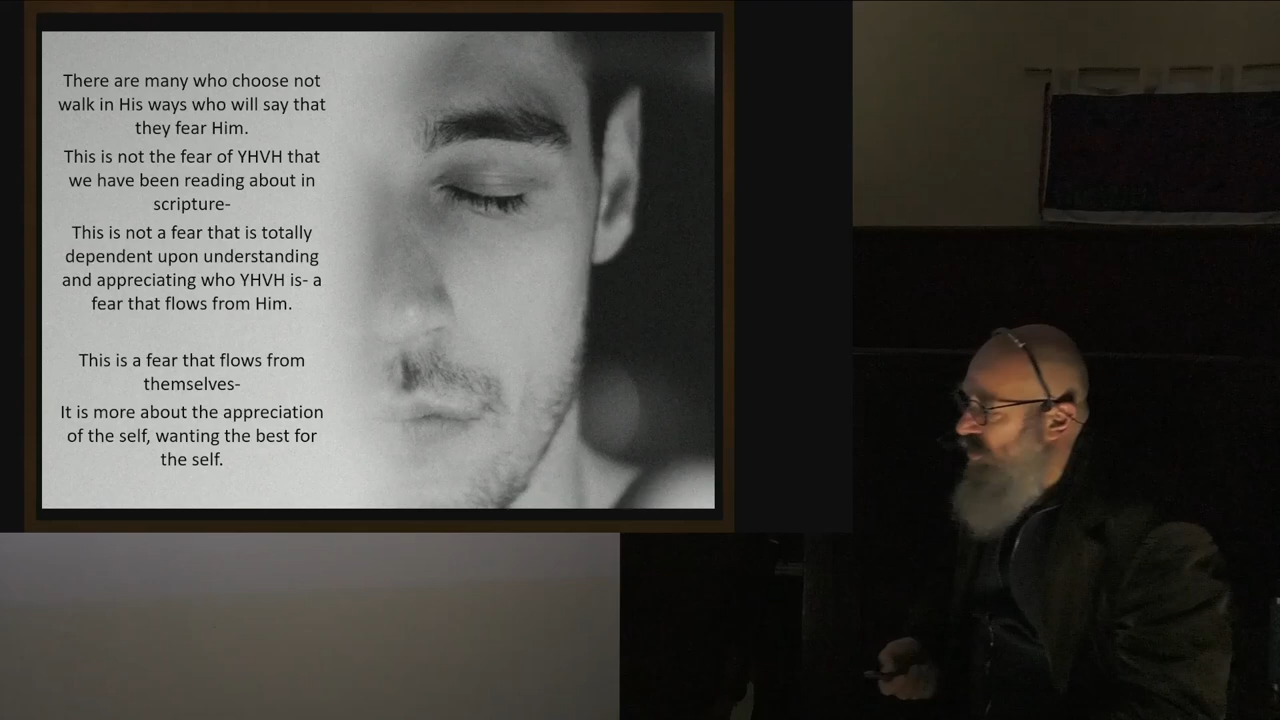 There are many who choose not
walk in His ways who will say that
they fear Him.
This is not the fear of YHVH that
we have been reading about in
scripture-
This is not a fear that is totally
dependent upon understanding
and appreciating who YHVH is- a
fear that flows from Him.
This is a fear that flows from
themselves-
It is more about the appreciation
of the self, wanting the best for
the self.